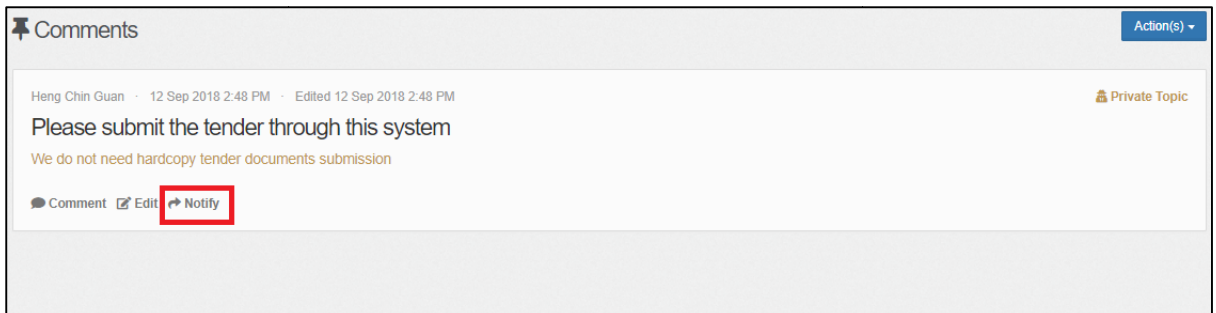 Comments
Action(s)
Heng Chin Guan · 12 Sep 2018 2:48 PM · Edited 12 Sep 2018 2:48 PM
Private Topic
Please submit the tender through this system
We do not need hardcopy tender documents submission
Comment Edit Notify